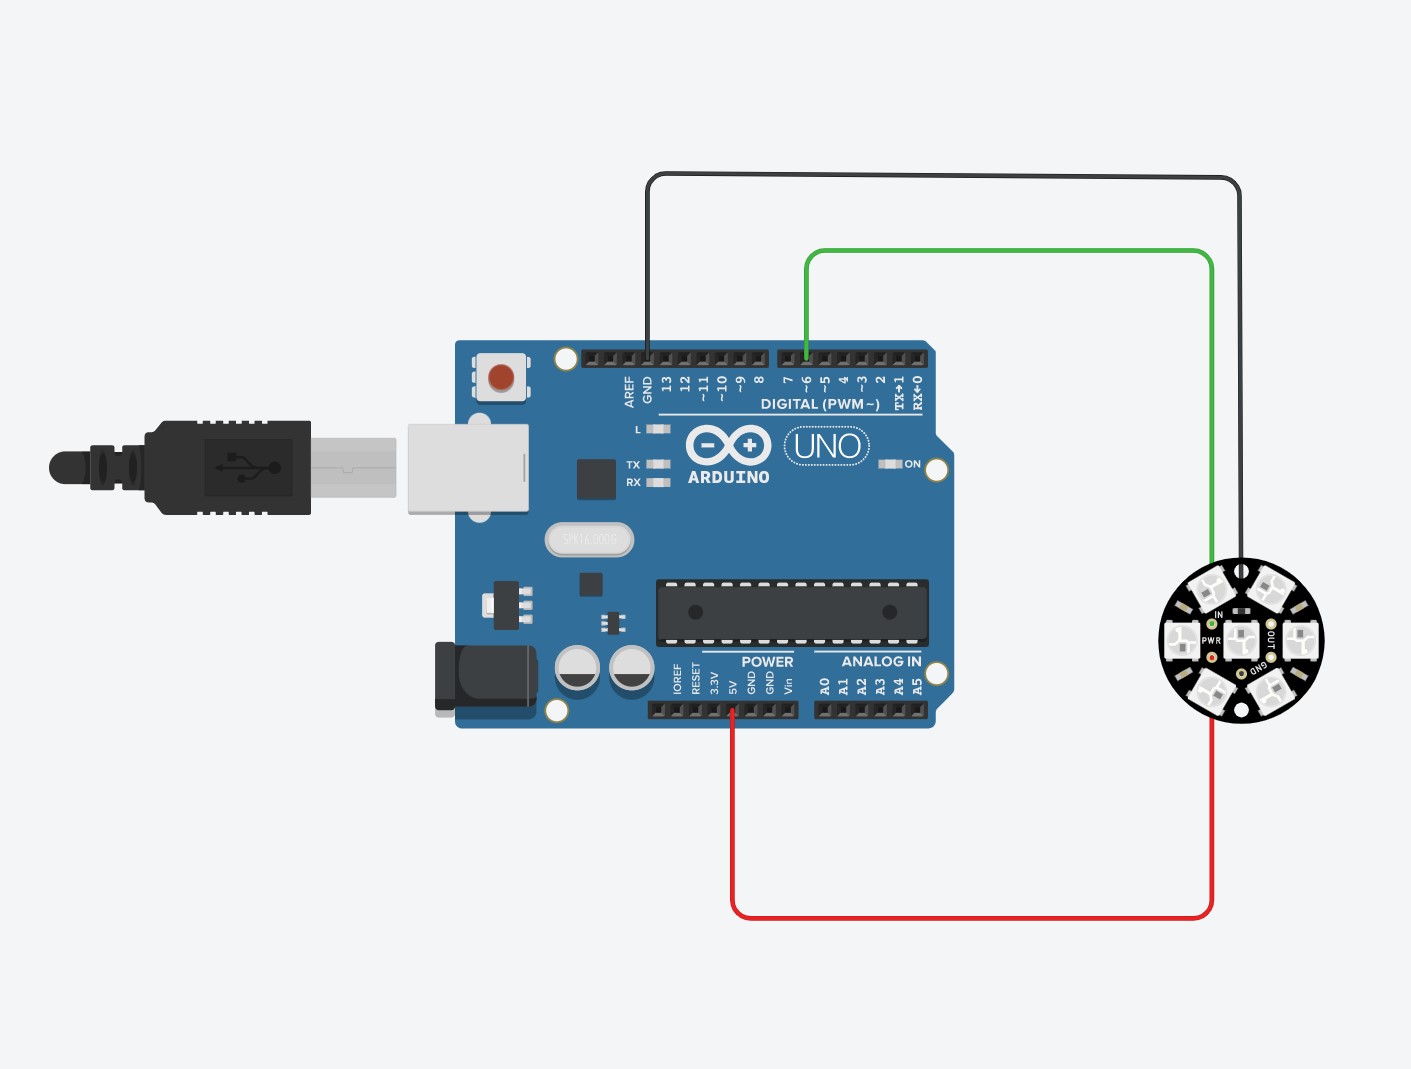 AREF
GND
13
12
~11
~10
~9
8
7
~6
~5
4
~3
2
TX→1
RX←0
DIGITAL (PWM~)
L
TX
RX
UNO
ARDUINO
ON
IOREF
RESET
3.3V
5V
GND
GND
Vin
POWER
ANALOG IN
A0
A1
A2
A3
A4
A5
IN
PWR
OUT
GND